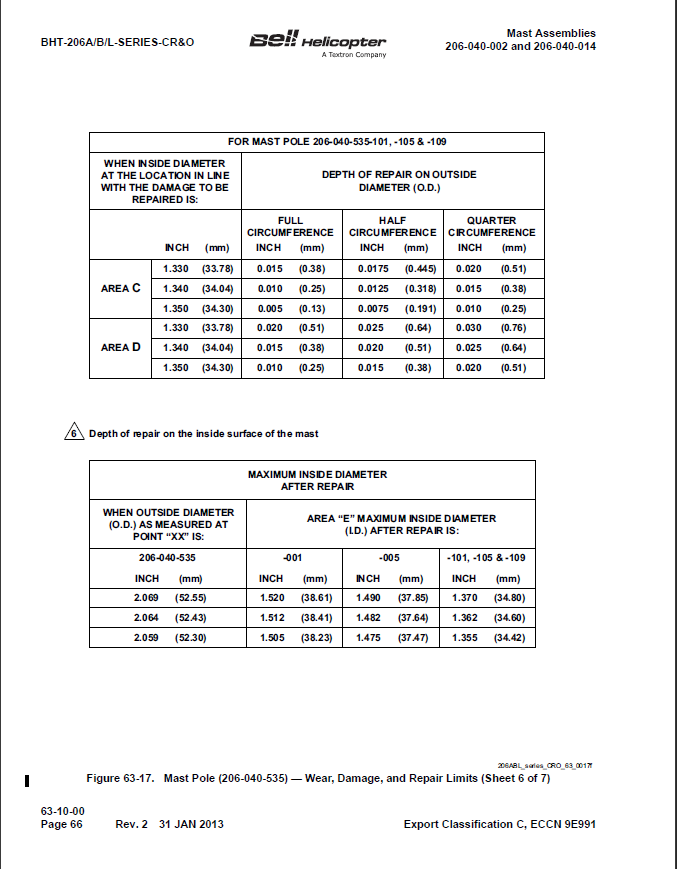 BHT-206A/B/L-SERIES-CR&O
Bell Helicopter
A Textron Company
Mast Assemblies
206-040-002 and 206-040-014
FOR MAST POLE 206-040-535-101, -105 & -109
WHEN INSIDE DIAMETER
AT THE LOCATION IN LINE
WITH THE DAMAGE TO BE
REPAIRED IS:
DEPTH OF REPAIR ON OUTSIDE
DIAMETER (O.D.)
FULL
CIRCUMFERENCE
HALF
CIRCUMFERENCE
QUARTER
CIRCUMFERENCE
INCH (mm) INCH (mm) INCH (mm) INCH (mm)
AREA C
1.330 (33.78) 0.015 (0.38) 0.0175 (0.445) 0.020 (0.51)
1.340 (34.04) 0.010 (0.25) 0.0125 (0.318) 0.015 (0.38)
1.350 (34.30) 0.005 (0.13) 0.0075 (0.191) 0.010 (0.25)
AREA D
1.330 (33.78) 0.020 (0.51) 0.025 (0.64) 0.030 (0.76)
1.340 (34.04) 0.015 (0.38) 0.020 (0.51) 0.025 (0.64)
1.350 (34.30) 0.010 (0.25) 0.015 (0.38) 0.020 (0.51)
6 Depth of repair on the inside surface of the mast
MAXIMUM INSIDE DIAMETER
AFTER REPAIR
WHEN OUTSIDE DIAMETER
(O.D.) AS MEASURED AT
POINT “XX” IS:
AREA “E” MAXIMUM INSIDE DIAMETER
(I.D.) AFTER REPAIR IS:
206-040-535 -001 -005 -101, -105 & -109
INCH (mm) INCH (mm) INCH (mm) INCH (mm)
2.069 (52.55) 1.520 (38.61) 1.490 (37.85) 1.370 (34.80)
2.064 (52.43) 1.512 (38.41) 1.482 (37.64) 1.362 (34.60)
2.059 (52.30) 1.505 (38.23) 1.475 (37.47) 1.355 (34.42)
206ABL_series_CRO_63_0017f
Figure 63-17. Mast Pole (206-040-535) — Wear, Damage, and Repair Limits (Sheet 6 of 7)
63-10-00
Page 66 Rev. 2 31 JAN 2013
Export Classification C, ECCN 9E991